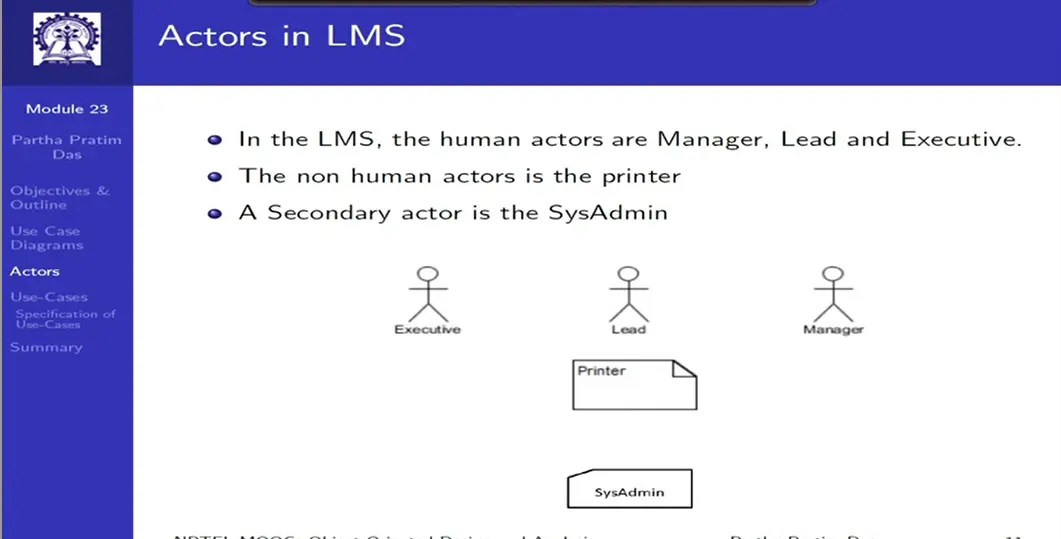 Actors in LMS
Module 23
Partha Pratim
Das
Objectives &
Outline
Use Case
Diagrams
Actors
Use-Cases
Specification of
Use-Cases
Summary
In the LMS, the human actors are Manager, Lead and Executive.
The non human actors is the printer
A Secondary actor is the SysAdmin
Executive
Lead
Manager
Printer
SysAdmin